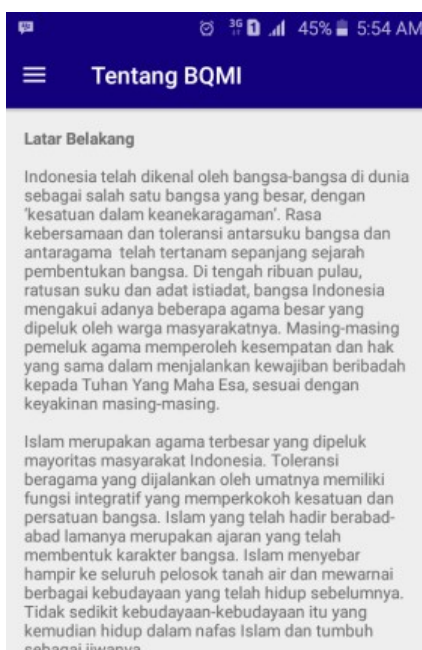 3G 1 45% 5:54 AM
Tentang BQMI
Latar Belakang
Indonesia telah dikenal oleh bangsa-bangsa di dunia
sebagai salah satu bangsa yang besar, dengan
'kesatuan dalam keanekaragaman'. Rasa
kebersamaan dan toleransi antarsuku bangsa dan
antaragama  telah tertanam sepanjang sejarah
pembentukan bangsa. Di tengah ribuan pulau,
ratusan suku dan adat istiadat, bangsa Indonesia
mengakui adanya beberapa agama besar yang
dipeluk oleh warga masyarakatnya. Masing-masing
pemeluk agama memperoleh kesempatan dan hak
yang sama dalam menjalankan kewajiban beribadah
kepada Tuhan Yang Maha Esa, sesuai dengan
keyakinan masing-masing.
Islam merupakan agama terbesar yang dipeluk
mayoritas masyarakat Indonesia. Toleransi
beragama yang dijalankan oleh umatnya memiliki
fungsi integratif yang memperkokoh kesatuan dan
persatuan bangsa. Islam yang telah hadir berabad-
abad lamanya merupakan ajaran yang telah
membentuk karakter bangsa. Islam menyebar
hampir ke seluruh pelosok tanah air dan mewarnai
berbagai kebudayaan yang telah hidup sebelumnya.
Tidak sedikit kebudayaan-kebudayaan itu yang
kemudian hidup dalam nafas Islam dan tumbuh
sebagai jiwanya